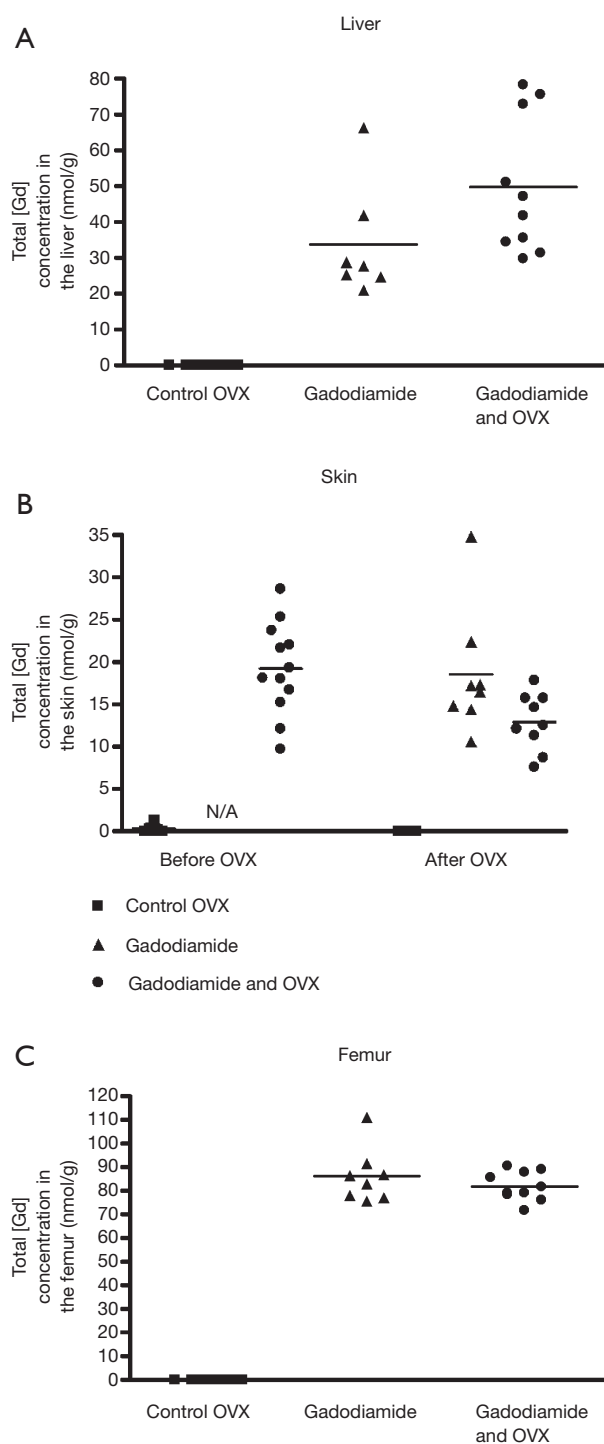 A
Liver
Total [Gd]
concentration in
the liver (nmol/g)
80
70
60
50
40
30
20
10
0
Control OVX
Gadodiamide
Gadodiamide
and OVX
B
Skin
Total [Gd]
concentration in
the skin (nmol/g)
35
30
25
20
15
10
5
0
N/A
Before OVX
After OVX
Control OVX
Gadodiamide
Gadodiamide and OVX
C
Femur
Total [Gd]
concentration in
the femur (nmol/g)
120
110
100
90
80
70
60
50
40
30
20
10
0
Control OVX
Gadodiamide
Gadodiamide
and OVX